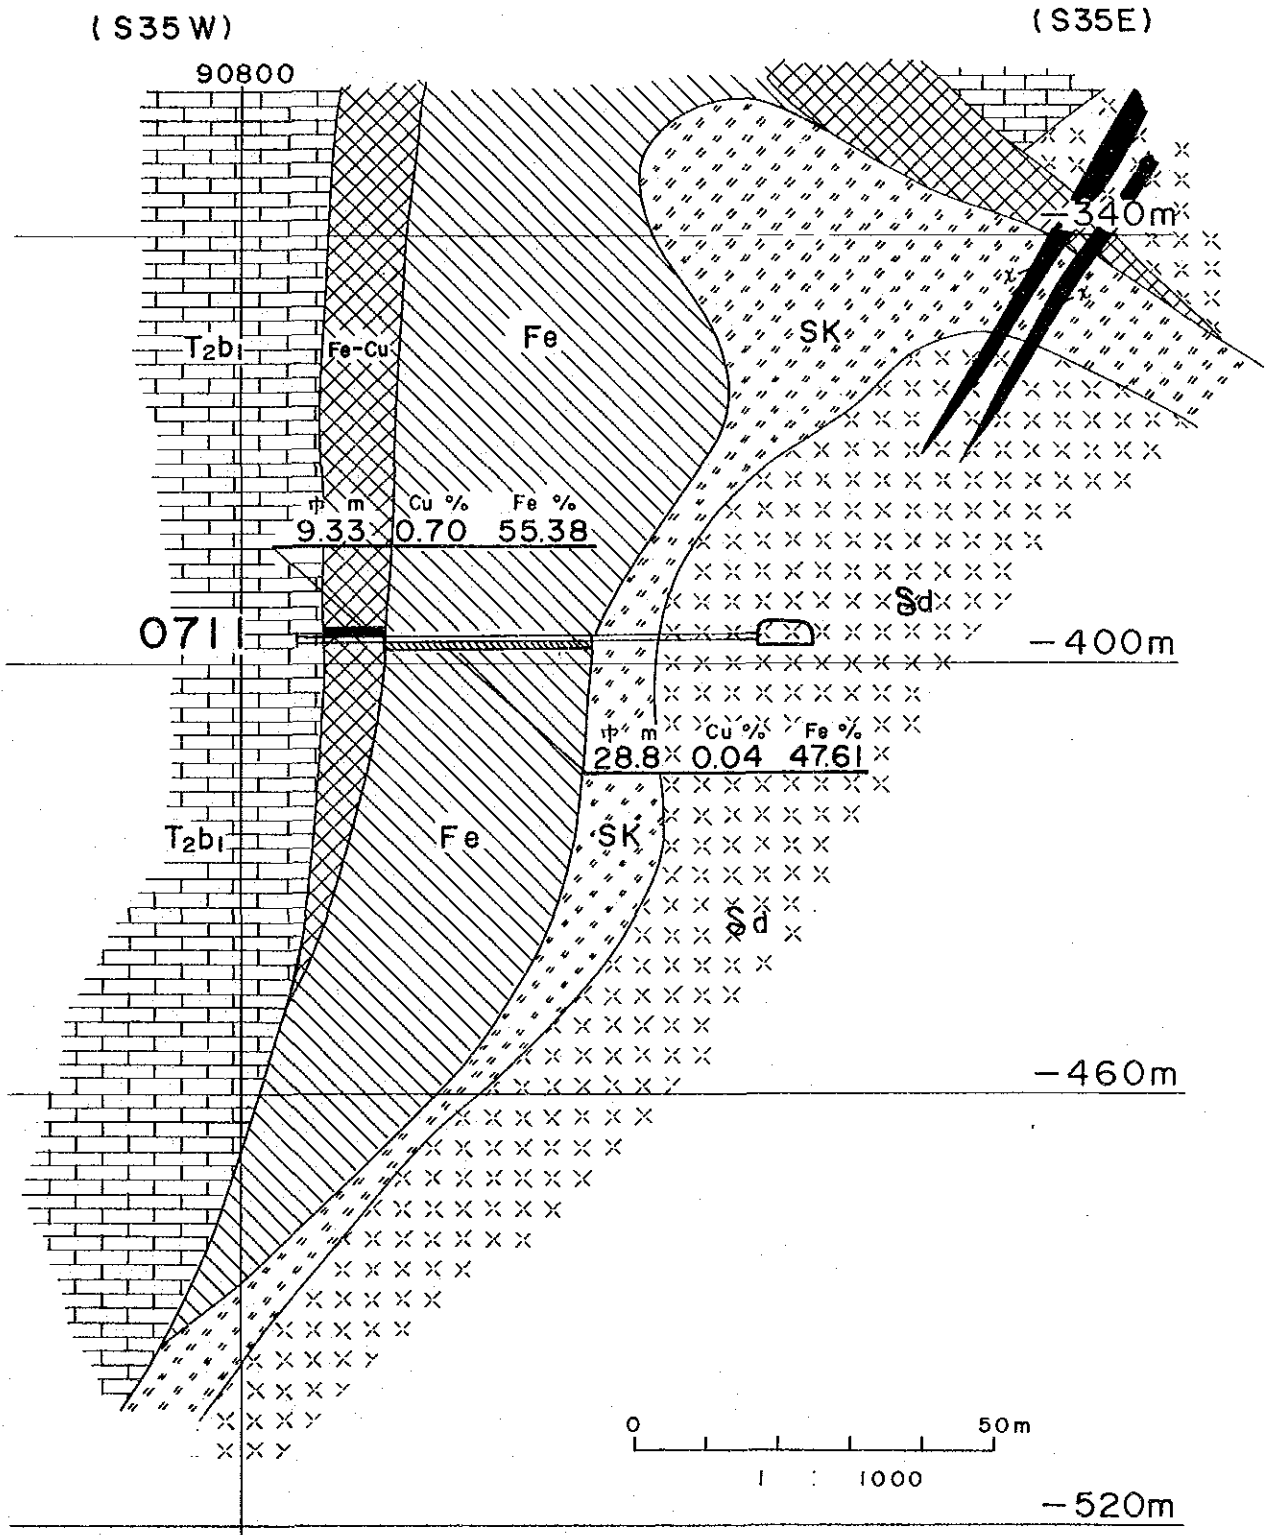 (S35W) (S35E)
90800
-340m
T2b1 Fe-Cu Fe SK
x
x
巾 m Cu % Fe %
9.33 0.70 55.38
δd
0711 -400m
巾 m Cu % Fe %
28.8 0.04 47.61
T2b1 Fe SK
δd
-460m
0 50m
1 : 1000
-520m